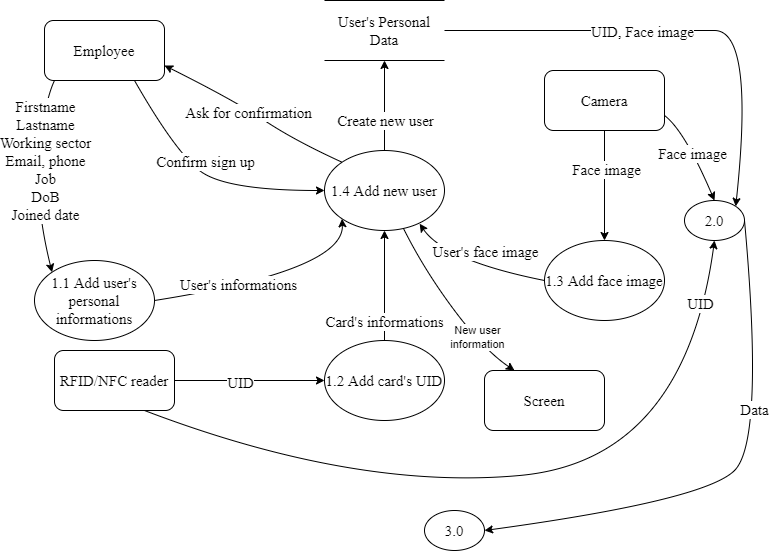 User's Personal
Data
UID, Face image
Employee
Camera
Firstname
Lastname
Working sector
Email, phone
Job
DoB
Joined date
Ask for confirmation
Create new user
Confirm sign up
Face image
Face image
1.4 Add new user
2.0
User's face image
1.1 Add user's
personal
informations
User's informations
1.3 Add face image
UID
Card's informations
New user
information
RFID/NFC reader
UID
1.2 Add card's UID
Screen
Data
3.0